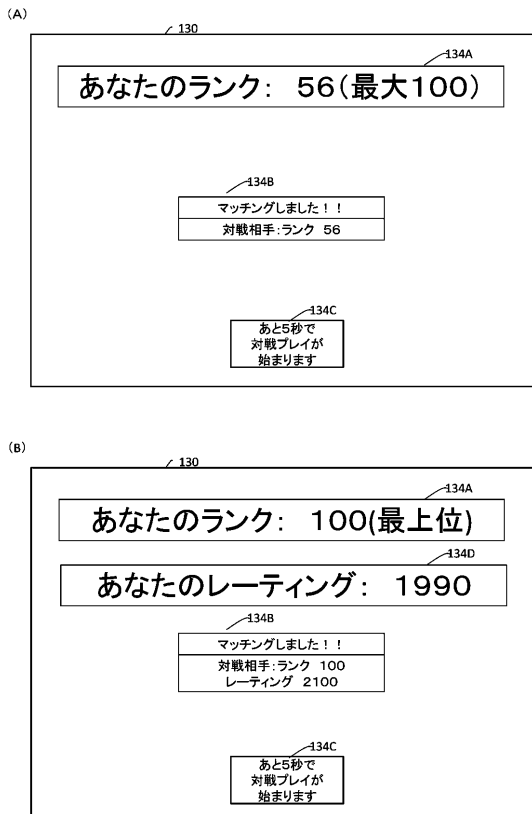 (A)
130
134A
あなたのランク： 56(最大100)
134B
マッチングしました！！
対戦相手：ランク 56
134C
あと5秒で
対戦プレイが
始まります
(B)
130
134A
あなたのランク： 100(最上位)
134D
あなたのレーティング： 1990
134B
マッチングしました！！
対戦相手：ランク 100
レーティング 2100
134C
あと5秒で
対戦プレイが
始まります